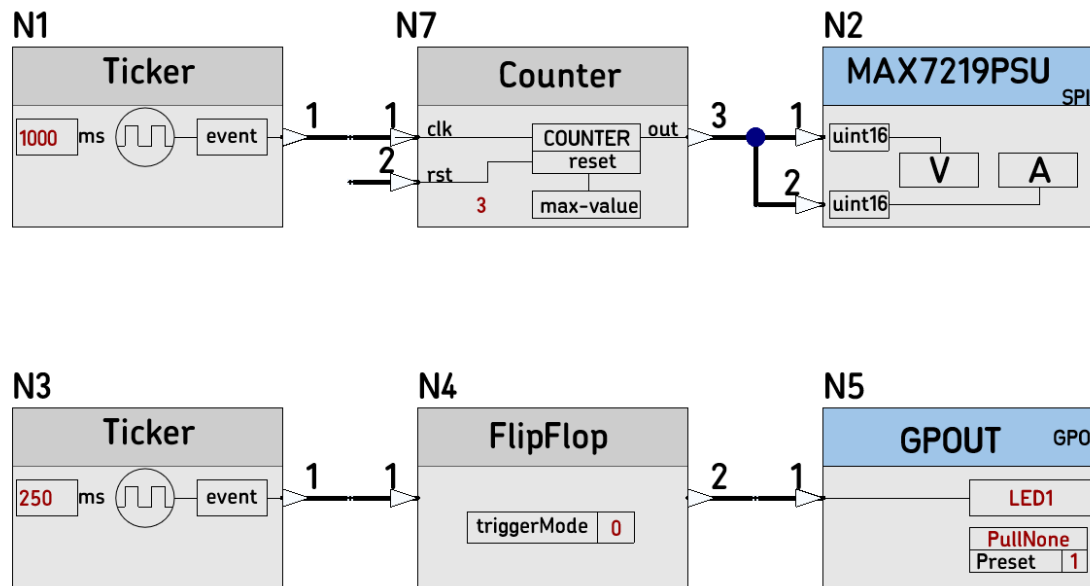 N1 N7 N2
Ticker Counter MAX7219PSU
SPI
1000 ms event 1 1 clk COUNTER out 3 1 uint16
reset V A
2 rst 2
3 max-value uint16
N3 N4 N5
Ticker FlipFlop GPOUT GPO
250 ms event 1 1 2 1 LED1
triggerMode 0
PullNone
Preset 1